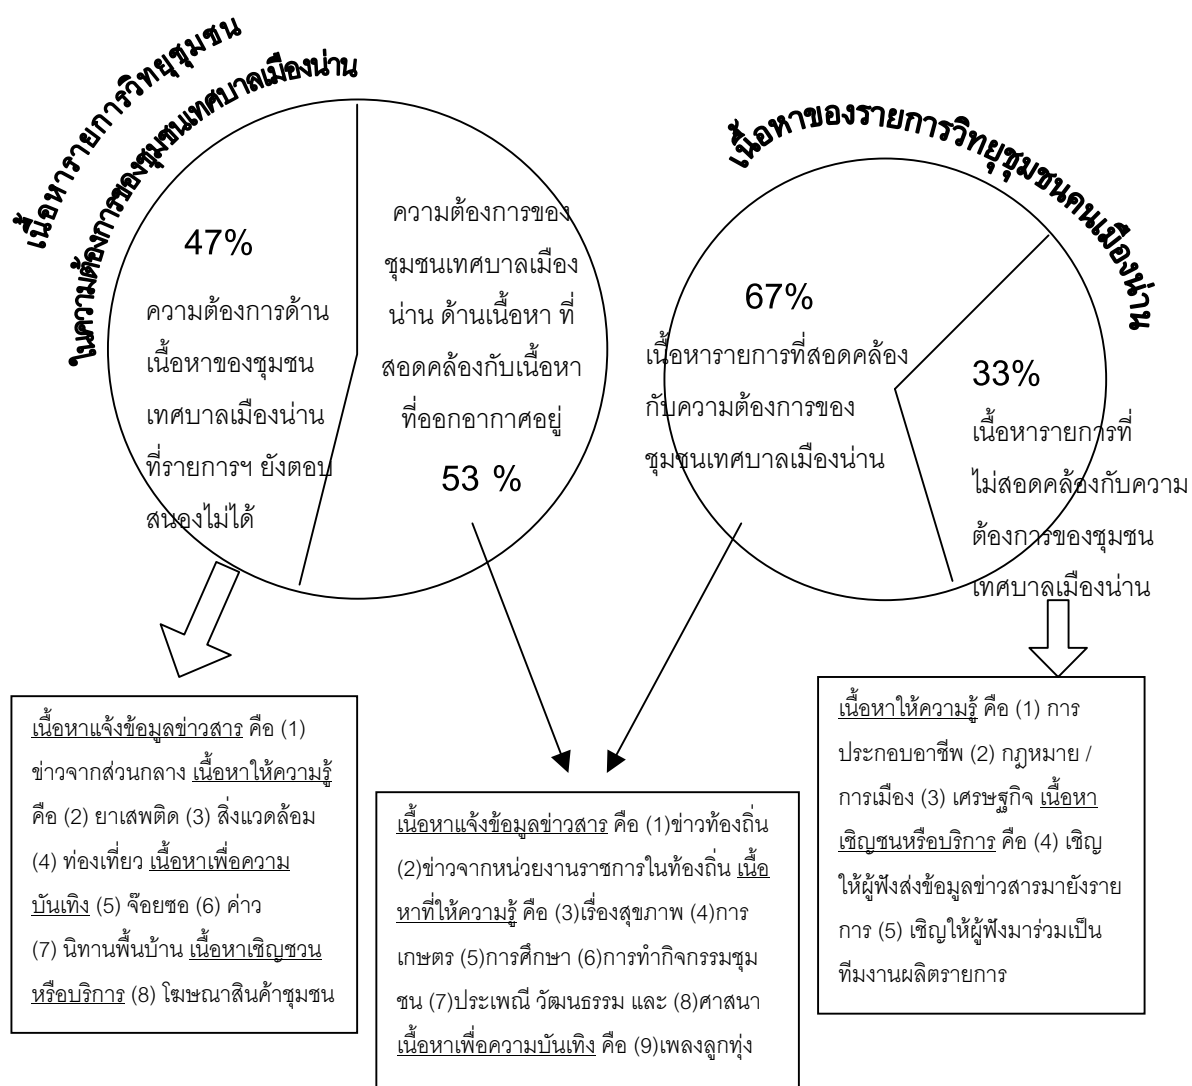 เนื้อหารายการวิทยุชุมชน
ในความต้องการของชุมชนเทศบาลเมืองน่าน
47%
ความต้องการด้าน
เนื้อหาของชุมชน
เทศบาลเมืองน่าน
ที่รายการฯ ยังตอบ
สนองไม่ได้
ความต้องการของ
ชุมชนเทศบาลเมือง
น่าน ด้านเนื้อหา ที่
สอดคล้องกับเนื้อหา
ที่ออกอากาศอยู่
53 %
เนื้อหาของรายการวิทยุชุมชนคนเมืองน่าน
67%
เนื้อหารายการที่สอดคล้อง
กับความต้องการของ
ชุมชนเทศบาลเมืองน่าน
33%
เนื้อหารายการที่
ไม่สอดคล้องกับความ
ต้องการของชุมชน
เทศบาลเมืองน่าน
เนื้อหาแจ้งข้อมูลข่าวสาร คือ (1)
ข่าวจากส่วนกลาง เนื้อหาให้ความรู้
คือ (2) ยาเสพติด (3) สิ่งแวดล้อม
(4) ท่องเที่ยว เนื้อหาเพื่อความ
บันเทิง (5) จ๊อยซอ (6) ค่าว
(7) นิทานพื้นบ้าน เนื้อหาเชิญชวน
หรือบริการ (8) โฆษณาสินค้าชุมชน
เนื้อหาแจ้งข้อมูลข่าวสาร คือ (1)ข่าวท้องถิ่น
(2)ข่าวจากหน่วยงานราชการในท้องถิ่น เนื้อ
หาที่ให้ความรู้ คือ (3)เรื่องสุขภาพ (4)การ
เกษตร (5)การศึกษา (6)การทำกิจกรรมชุม
ชน (7)ประเพณี วัฒนธรรม และ (8)ศาสนา
เนื้อหาเพื่อความบันเทิง คือ (9)เพลงลูกทุ่ง
เนื้อหาให้ความรู้ คือ (1) การ
ประกอบอาชีพ (2) กฎหมาย /
การเมือง (3) เศรษฐกิจ เนื้อหา
เชิญชนหรือบริการ คือ (4) เชิญ
ให้ผู้ฟังส่งข้อมูลข่าวสารมายังราย
การ (5) เชิญให้ผู้ฟังมาร่วมเป็น
ทีมงานผลิตรายการ